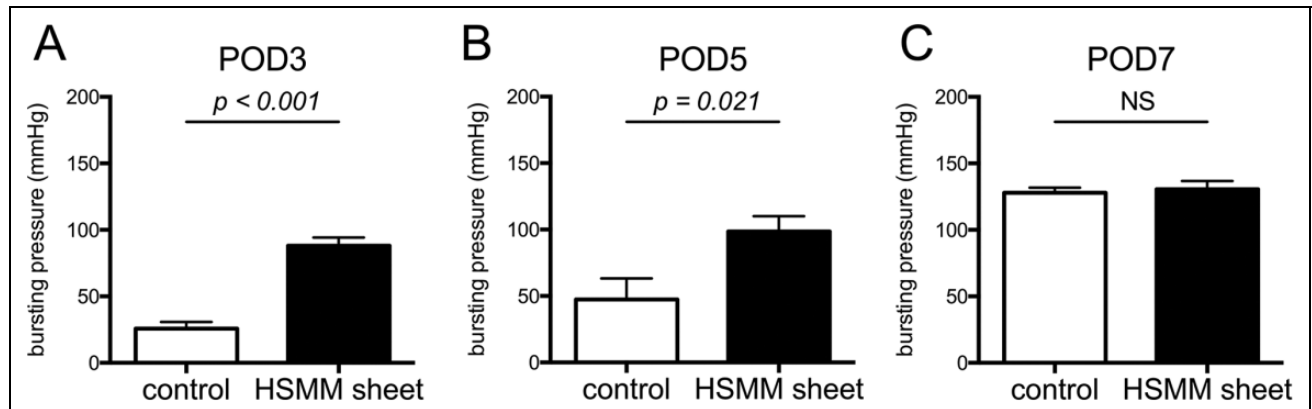 A
POD3
p < 0.001
bursting pressure (mmHg)
200
150
100
50
0
control HSMM sheet
B
POD5
p = 0.021
bursting pressure (mmHg)
200
150
100
50
0
control HSMM sheet
C
POD7
NS
bursting pressure (mmHg)
200
150
100
50
0
control HSMM sheet